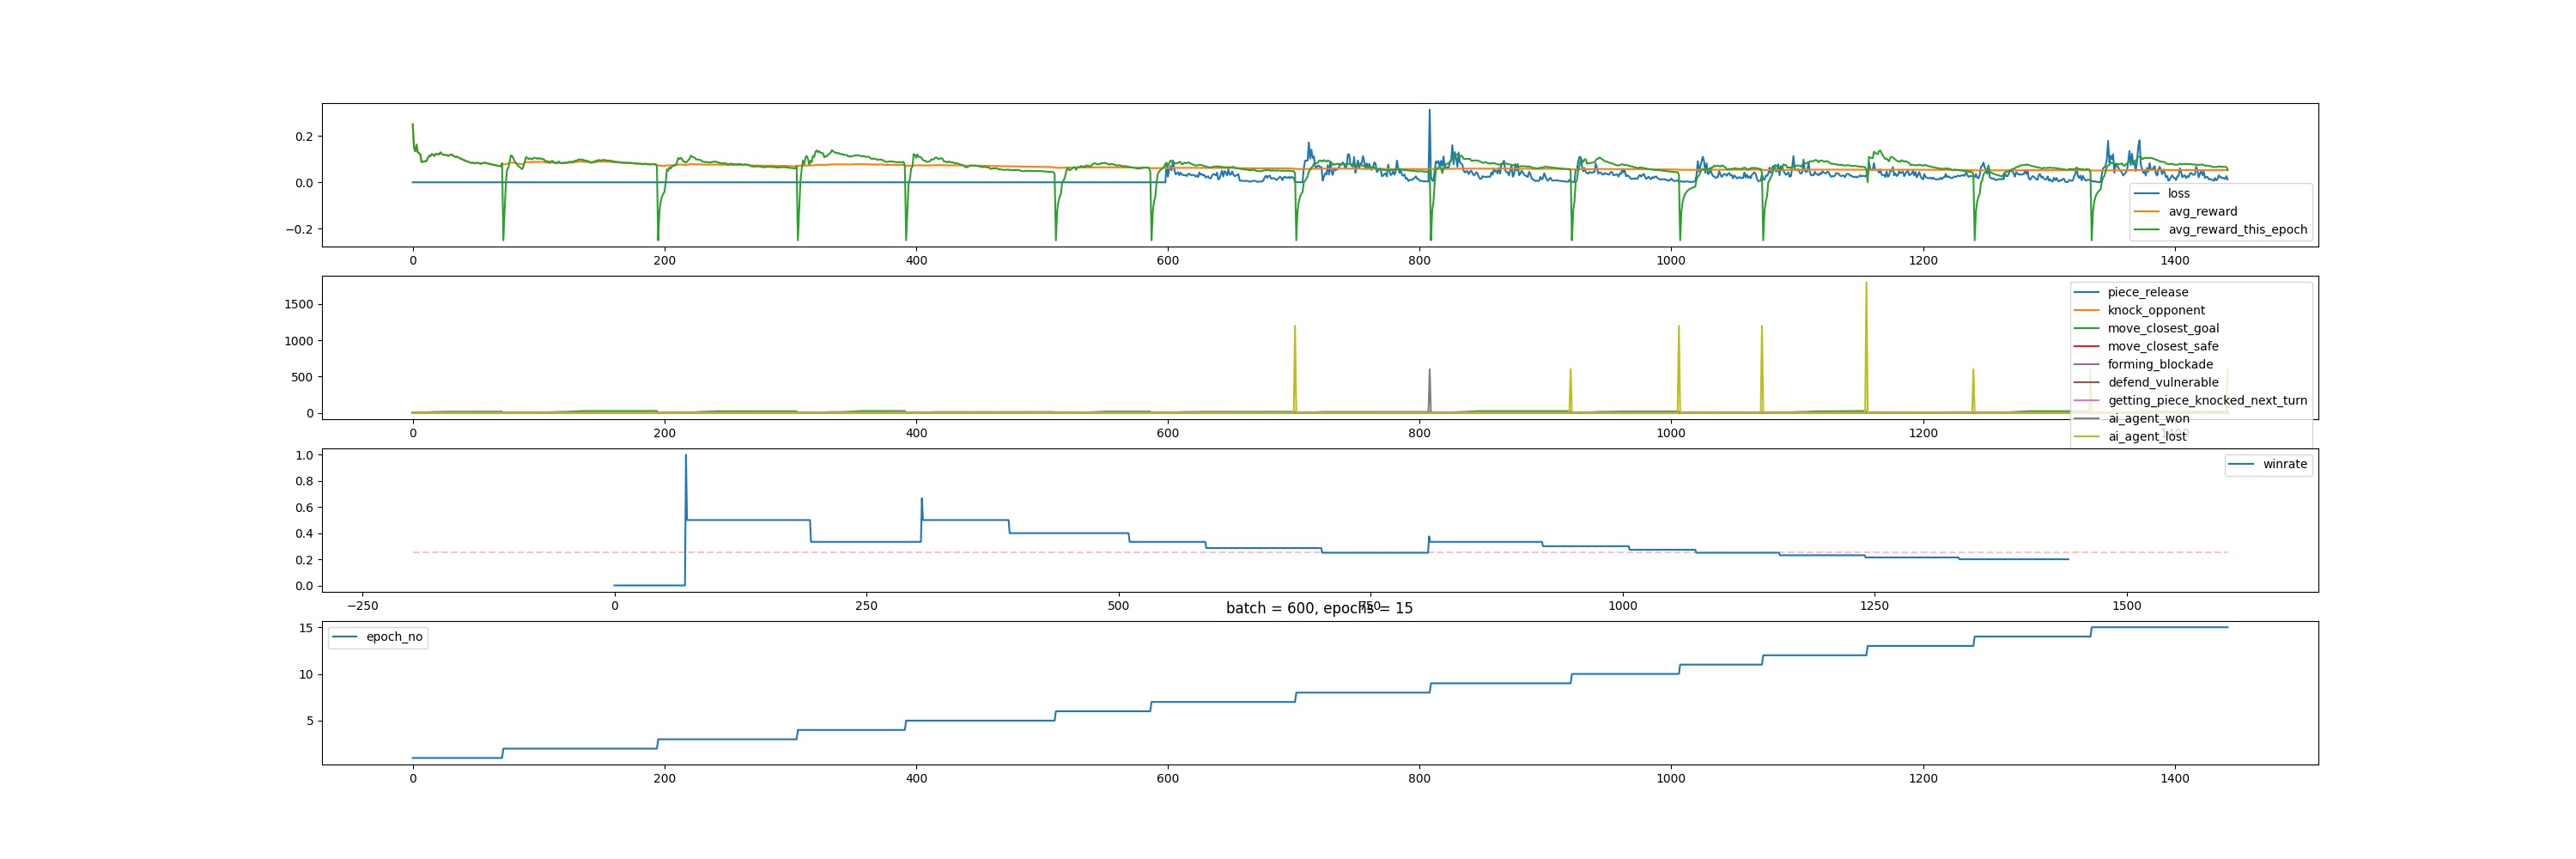 0.2
0.0
−0.2
0 200 400 600 800 1000 1200 1400
loss
avg_reward
avg_reward_this_epoch
1500
1000
500
0
0 200 400 600 800 1000 1200 1400
piece_release
knock_opponent
move_closest_goal
move_closest_safe
forming_blockade
defend_vulnerable
getting_piece_knocked_next_turn
ai_agent_won
ai_agent_lost
1.0
0.8
0.6
0.4
0.2
0.0
−250 0 250 500 750 1000 1250 1500
winrate
batch = 600, epochs = 15
15
10
5
0 200 400 600 800 1000 1200 1400
epoch_no